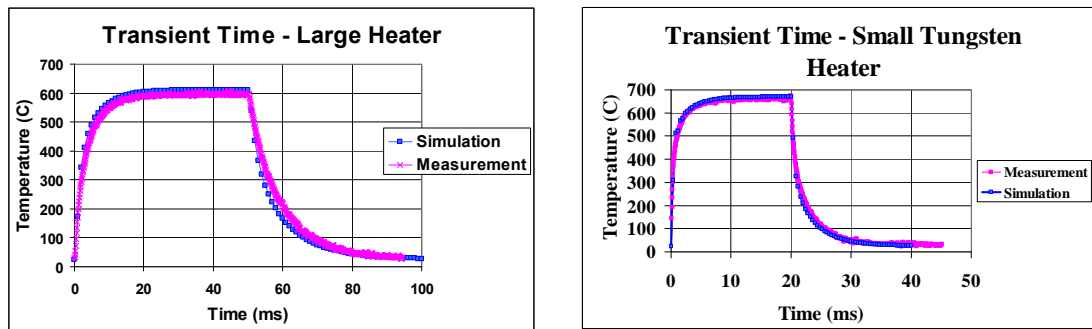 Transient Time - Large Heater
Temperature (C)
700
600
500
400
300
200
100
0
0 20 40 60 80 100
Time (ms)
Simulation
Measurement
Transient Time - Small Tungsten
Heater
Temperature (C)
700
600
500
400
300
200
100
0
0 10 20 30 40 50
Time (ms)
Measurement
Simulation